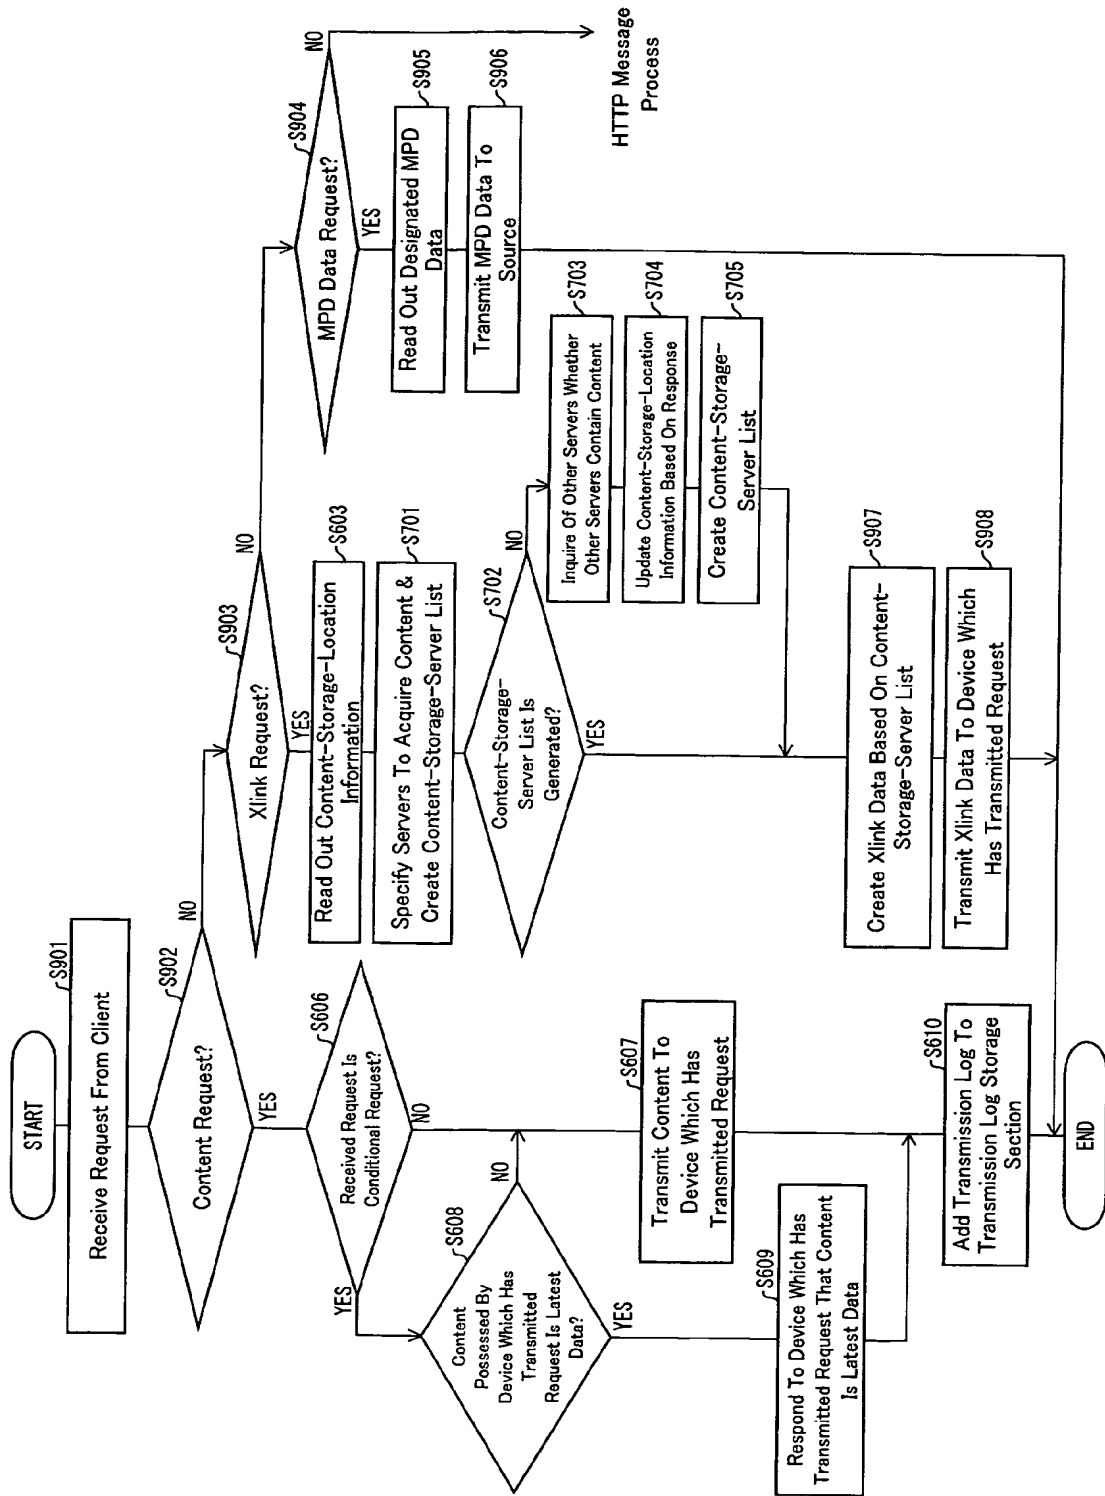 START
S901
Receive Request From Client
S902
Content Request?
NO
YES
S606
Received Request Is
Conditional Request?
YES
NO
S608
Content
Possessed By
Device Which Has
Transmitted
Request Is Latest
Data?
NO
YES
S607
Transmit Content To
Device Which Has
Transmitted Request
S609
Respond To Device Which Has
Transmitted Request That Content
Is Latest Data
S610
Add Transmission Log To
Transmission Log Storage
Section
END
S903
Xlink Request?
NO
YES
S603
Read Out Content-Storage-Location
Information
S701
Specify Servers To Acquire Content &
Create Content-Storage-Server List
S702
Content-Storage-
Server List Is
Generated?
NO
YES
S703
Inquire Of Other Servers Whether
Other Servers Contain Content
S704
Update Content-Storage-Location
Information Based On Response
S705
Create Content-Storage-
Server List
S907
Create Xlink Data Based On Content-
Storage-Server List
S908
Transmit Xlink Data To Device Which
Has Transmitted Request
S904
MPD Data Request?
NO
YES
S905
Read Out Designated MPD
Data
S906
Transmit MPD Data To
Source
HTTP Message
Process